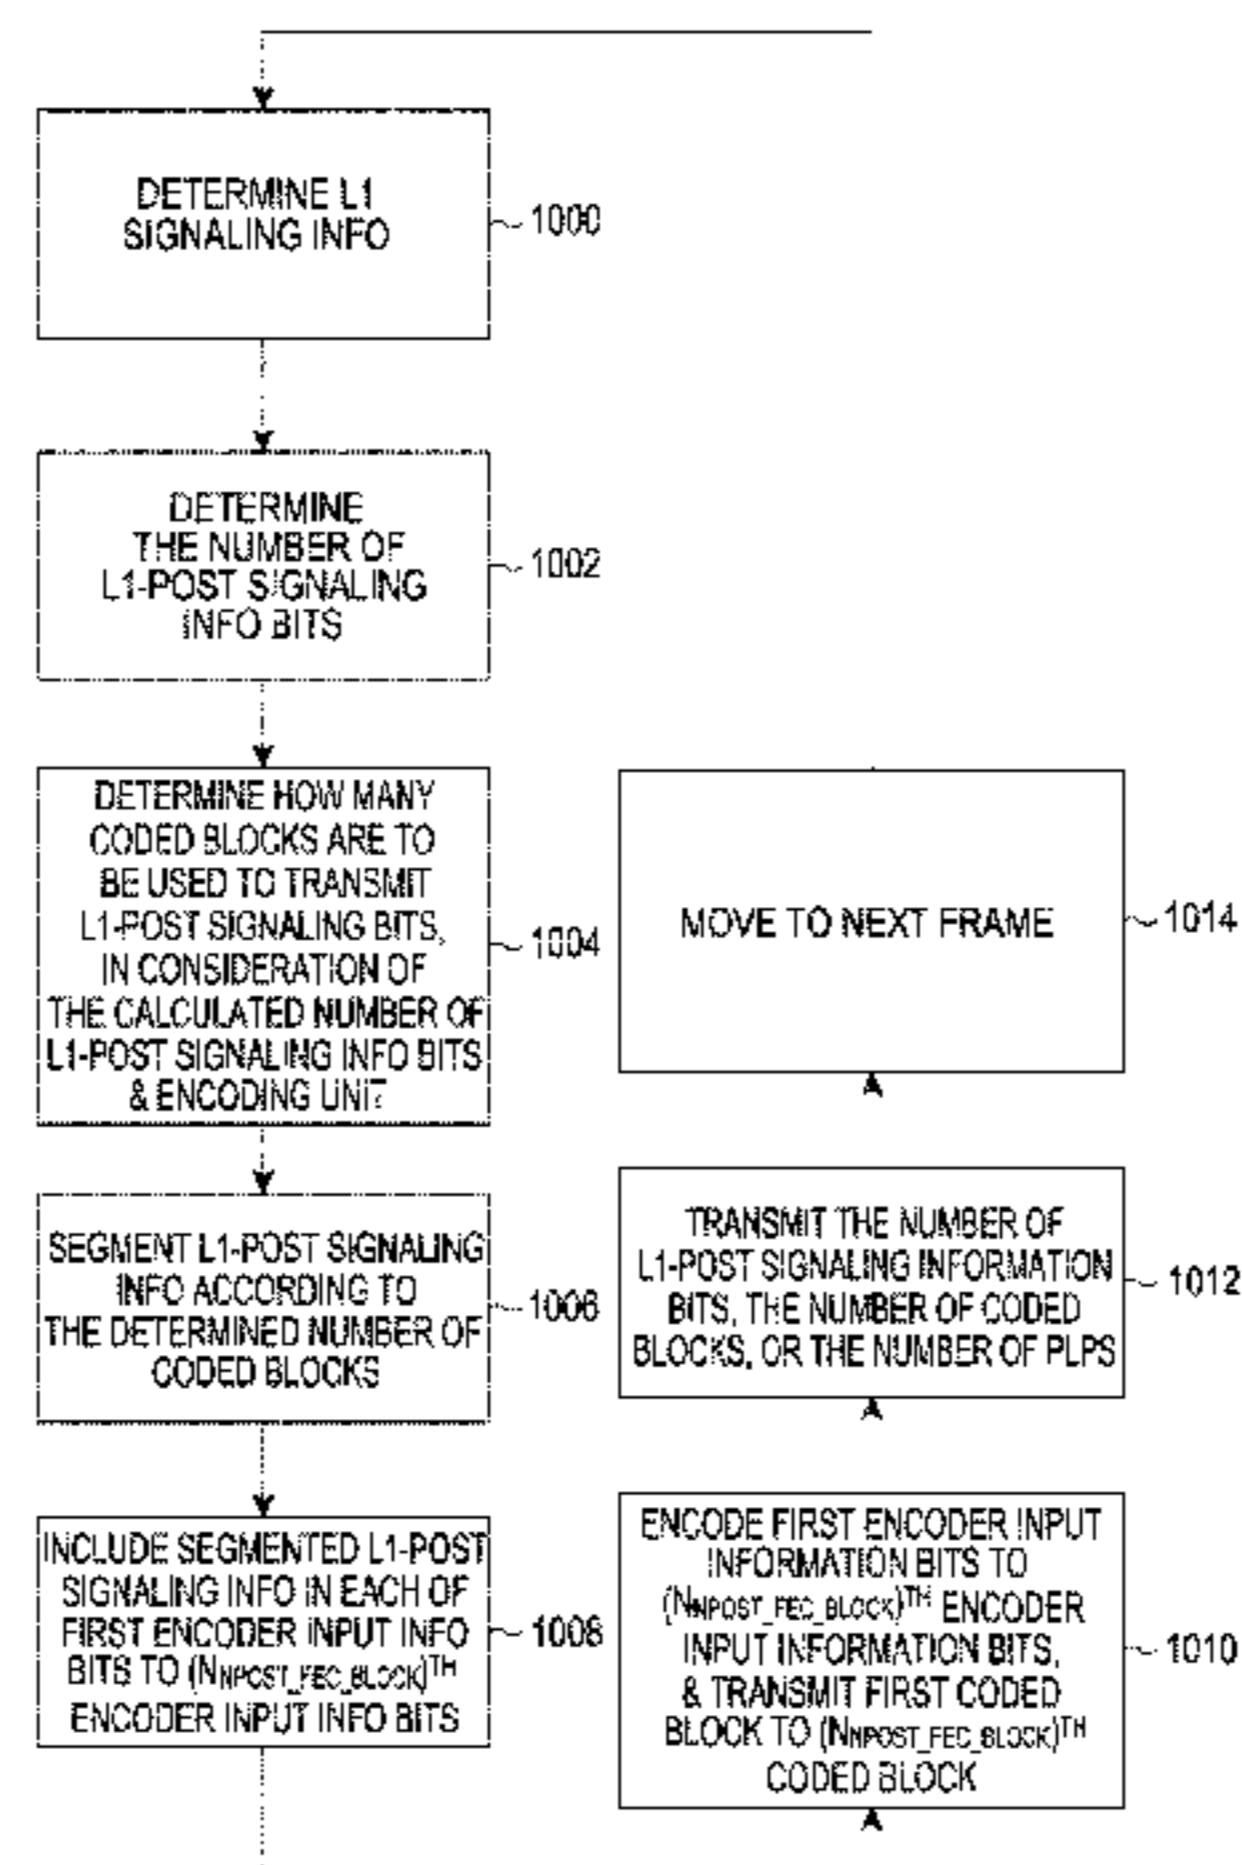 DETERMINE L1
SIGNALING INFO
1000
DETERMINE
THE NUMBER OF
L1-POST SIGNALING
INFO BITS
1002
DETERMINE HOW MANY
CODED BLOCKS ARE TO
BE USED TO TRANSMIT
L1-POST SIGNALING BITS,
IN CONSIDERATION OF
THE CALCULATED NUMBER OF
L1-POST SIGNALING INFO BITS
& ENCODING UNIT
1004
SEGMENT L1-POST SIGNALING
INFO ACCORDING TO
THE DETERMINED NUMBER OF
CODED BLOCKS
1006
INCLUDE SEGMENTED L1-POST
SIGNALING INFO IN EACH OF
FIRST ENCODER INPUT INFO
BITS TO (NNPOST_FEC_BLOCK)TH
ENCODER INPUT INFO BITS
1008
MOVE TO NEXT FRAME
1014
TRANSMIT THE NUMBER OF
L1-POST SIGNALING INFORMATION
BITS, THE NUMBER OF CODED
BLOCKS, OR THE NUMBER OF PLPS
1012
ENCODE FIRST ENCODER INPUT
INFORMATION BITS TO
(NNPOST_FEC_BLOCK)TH ENCODER
INPUT INFORMATION BITS,
& TRANSMIT FIRST CODED
BLOCK TO (NNPOST_FEC_BLOCK)TH
CODED BLOCK
1010